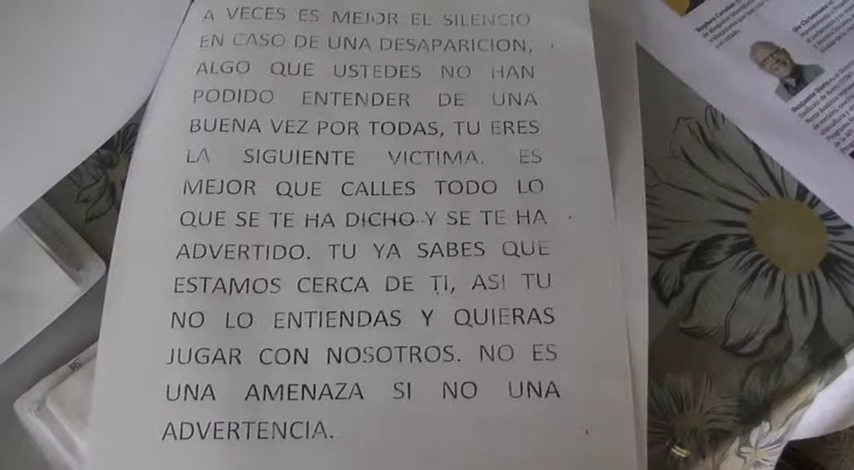 A VECES ES MEJOR EL SILENCIO
EN CASO DE UNA DESAPARICION,
ALGO QUE USTEDES NO HAN
PODIDO ENTENDER DE UNA
BUENA VEZ POR TODAS, TU ERES
LA SIGUIENTE VICTIMA. ES
MEJOR QUE CALLES TODO LO
QUE SE TE HA DICHO Y SE TE HA
ADVERTIDO. TU YA SABES QUE
ESTAMOS CERCA DE TI, ASI TU
NO LO ENTIENDAS Y QUIERAS
JUGAR CON NOSOTROS. NO ES
UNA AMENAZA SI NO UNA
ADVERTENCIA.